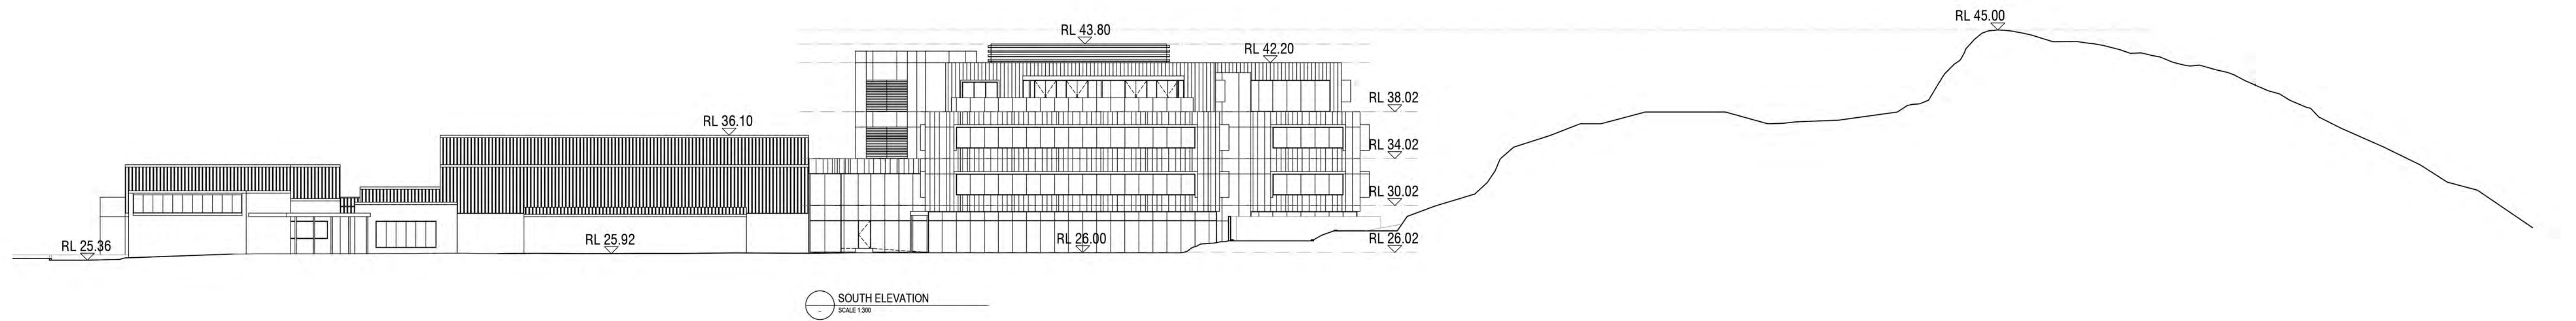 RL 45.00
RL 43.80
RL 42.20
RL 38.02
RL 36.10
RL 34.02
RL 30.02
RL 25.36
RL 25.92
RL 26.00
RL 26.02
SOUTH ELEVATION
SCALE 1:300